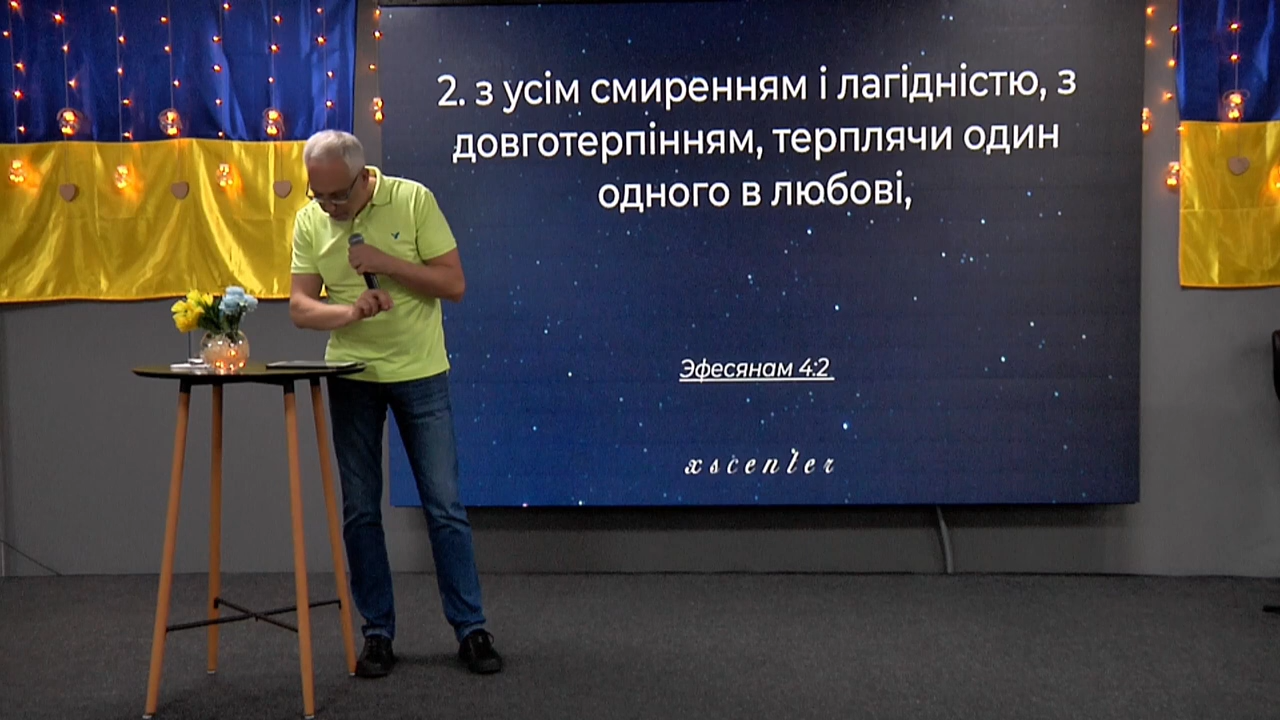 2. з усім смиренням і лагідністю, з
довготерпінням, терплячи один
одного в любові,
Эфесянам 4:2
xscenter